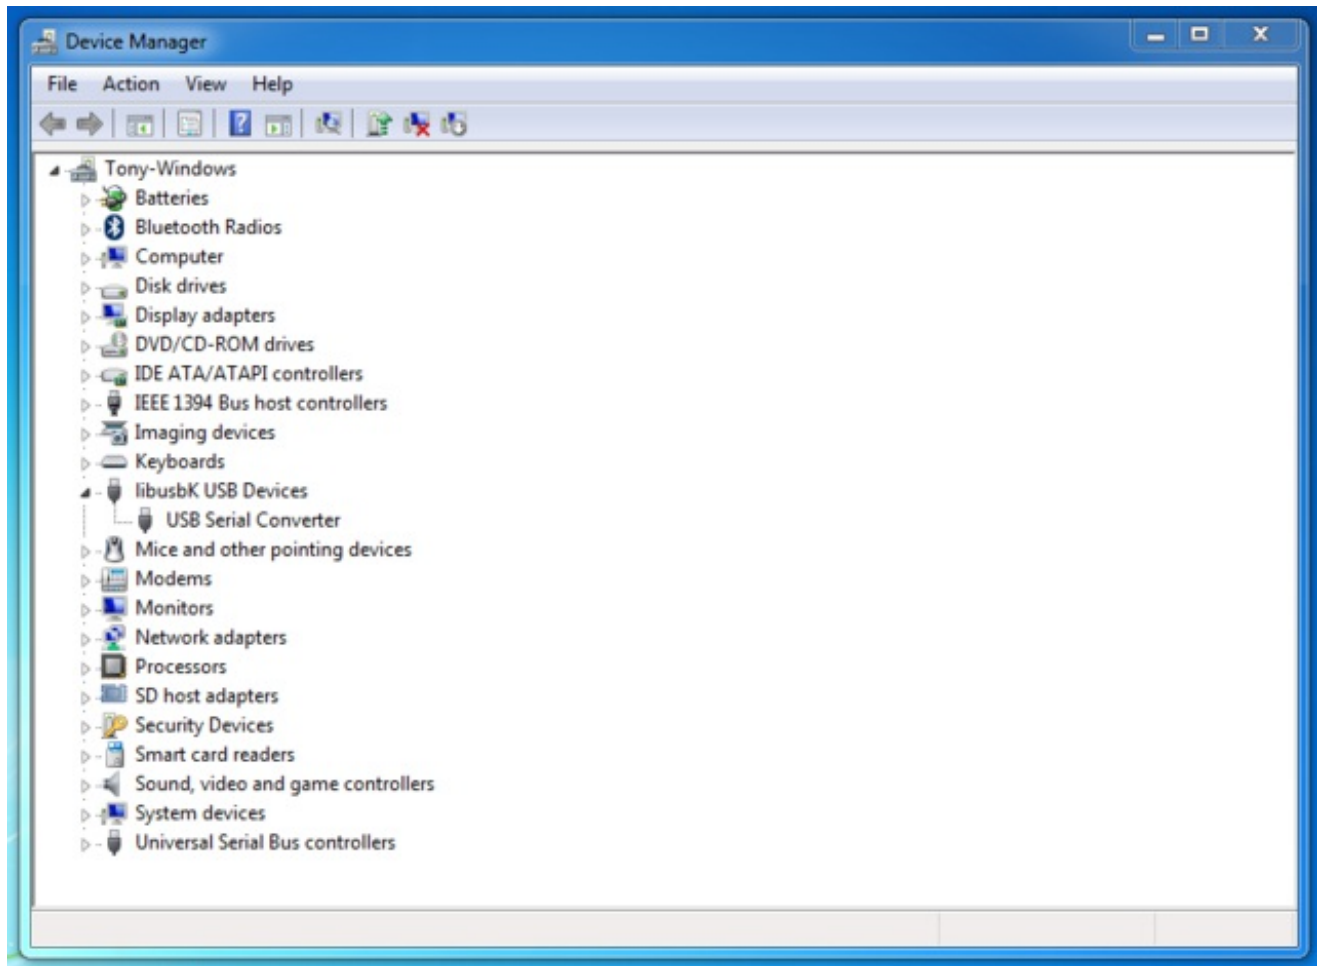 Device Manager
File Action View Help
Tony-Windows
Batteries
Bluetooth Radios
Computer
Disk drives
Display adapters
DVD/CD-ROM drives
IDE ATA/ATAPI controllers
IEEE 1394 Bus host controllers
Imaging devices
Keyboards
libusbK USB Devices
USB Serial Converter
Mice and other pointing devices
Modems
Monitors
Network adapters
Processors
SD host adapters
Security Devices
Smart card readers
Sound, video and game controllers
System devices
Universal Serial Bus controllers